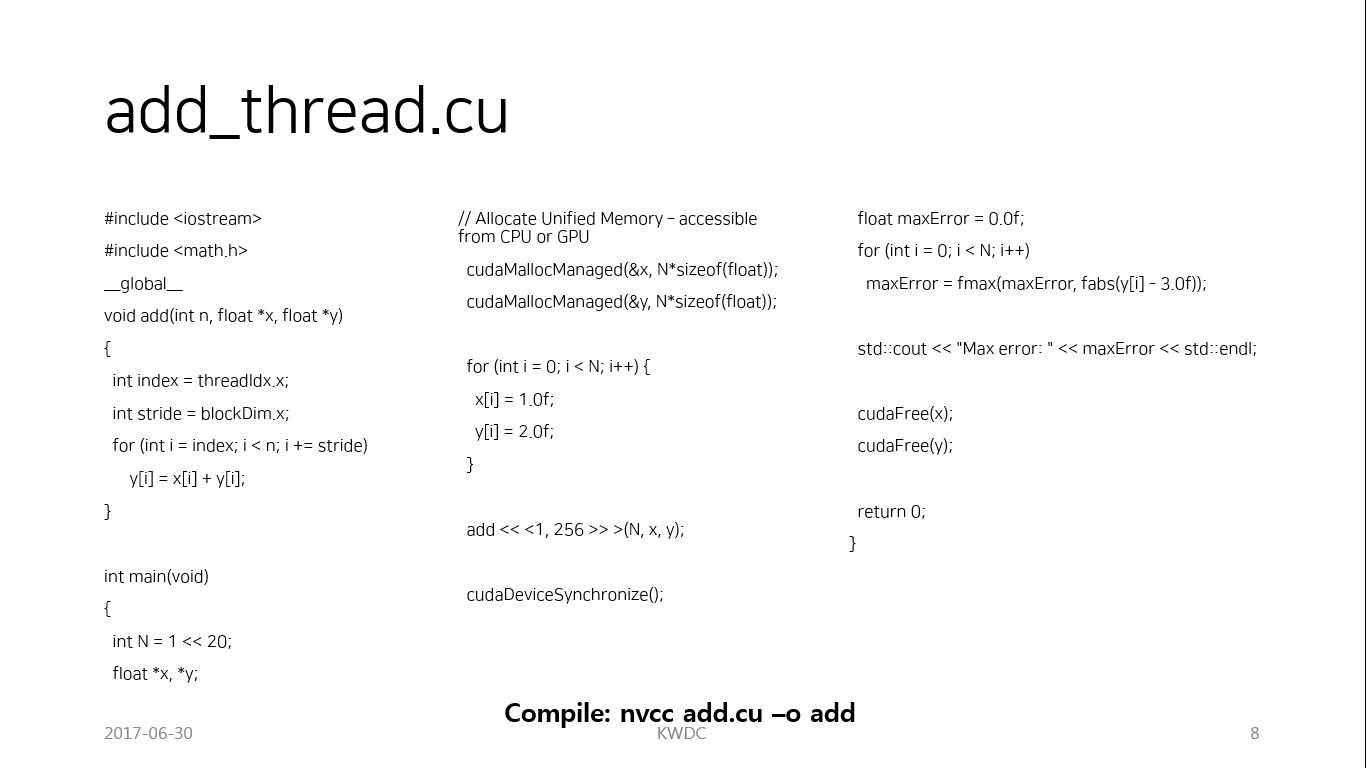 add_thread.cu
#include <iostream>
#include <math.h>
__global__
void add(int n, float *x, float *y)
{
int index = threadIdx.x;
int stride = blockDim.x;
for (int i = index; i < n; i += stride)
y[i] = x[i] + y[i];
}
int main(void)
{
int N = 1 << 20;
float *x, *y;
// Allocate Unified Memory – accessible
from CPU or GPU
cudaMallocManaged(&x, N*sizeof(float));
cudaMallocManaged(&y, N*sizeof(float));
for (int i = 0; i < N; i++) {
x[i] = 1.0f;
y[i] = 2.0f;
}
add << <1, 256 >> >(N, x, y);
cudaDeviceSynchronize();
float maxError = 0.0f;
for (int i = 0; i < N; i++)
maxError = fmax(maxError, fabs(y[i] - 3.0f));
std::cout << "Max error: " << maxError << std::endl;
cudaFree(x);
cudaFree(y);
return 0;
}
Compile: nvcc add.cu –o add
2017-06-30
KWDC
8